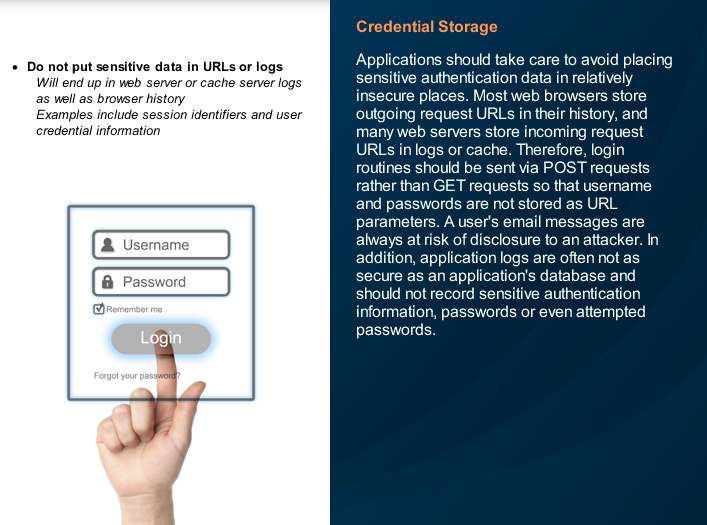 • Do not put sensitive data in URLs or logs
Will end up in web server or cache server logs
as well as browser history
Examples include session identifiers and user
credential information
Username
Password
Remember me
Login
Forgot your password?
Credential Storage
Applications should take care to avoid placing
sensitive authentication data in relatively
insecure places. Most web browsers store
outgoing request URLs in their history, and
many web servers store incoming request
URLs in logs or cache. Therefore, login
routines should be sent via POST requests
rather than GET requests so that username
and passwords are not stored as URL
parameters. A user's email messages are
always at risk of disclosure to an attacker. In
addition, application logs are often not as
secure as an application's database and
should not record sensitive authentication
information, passwords or even attempted
passwords.